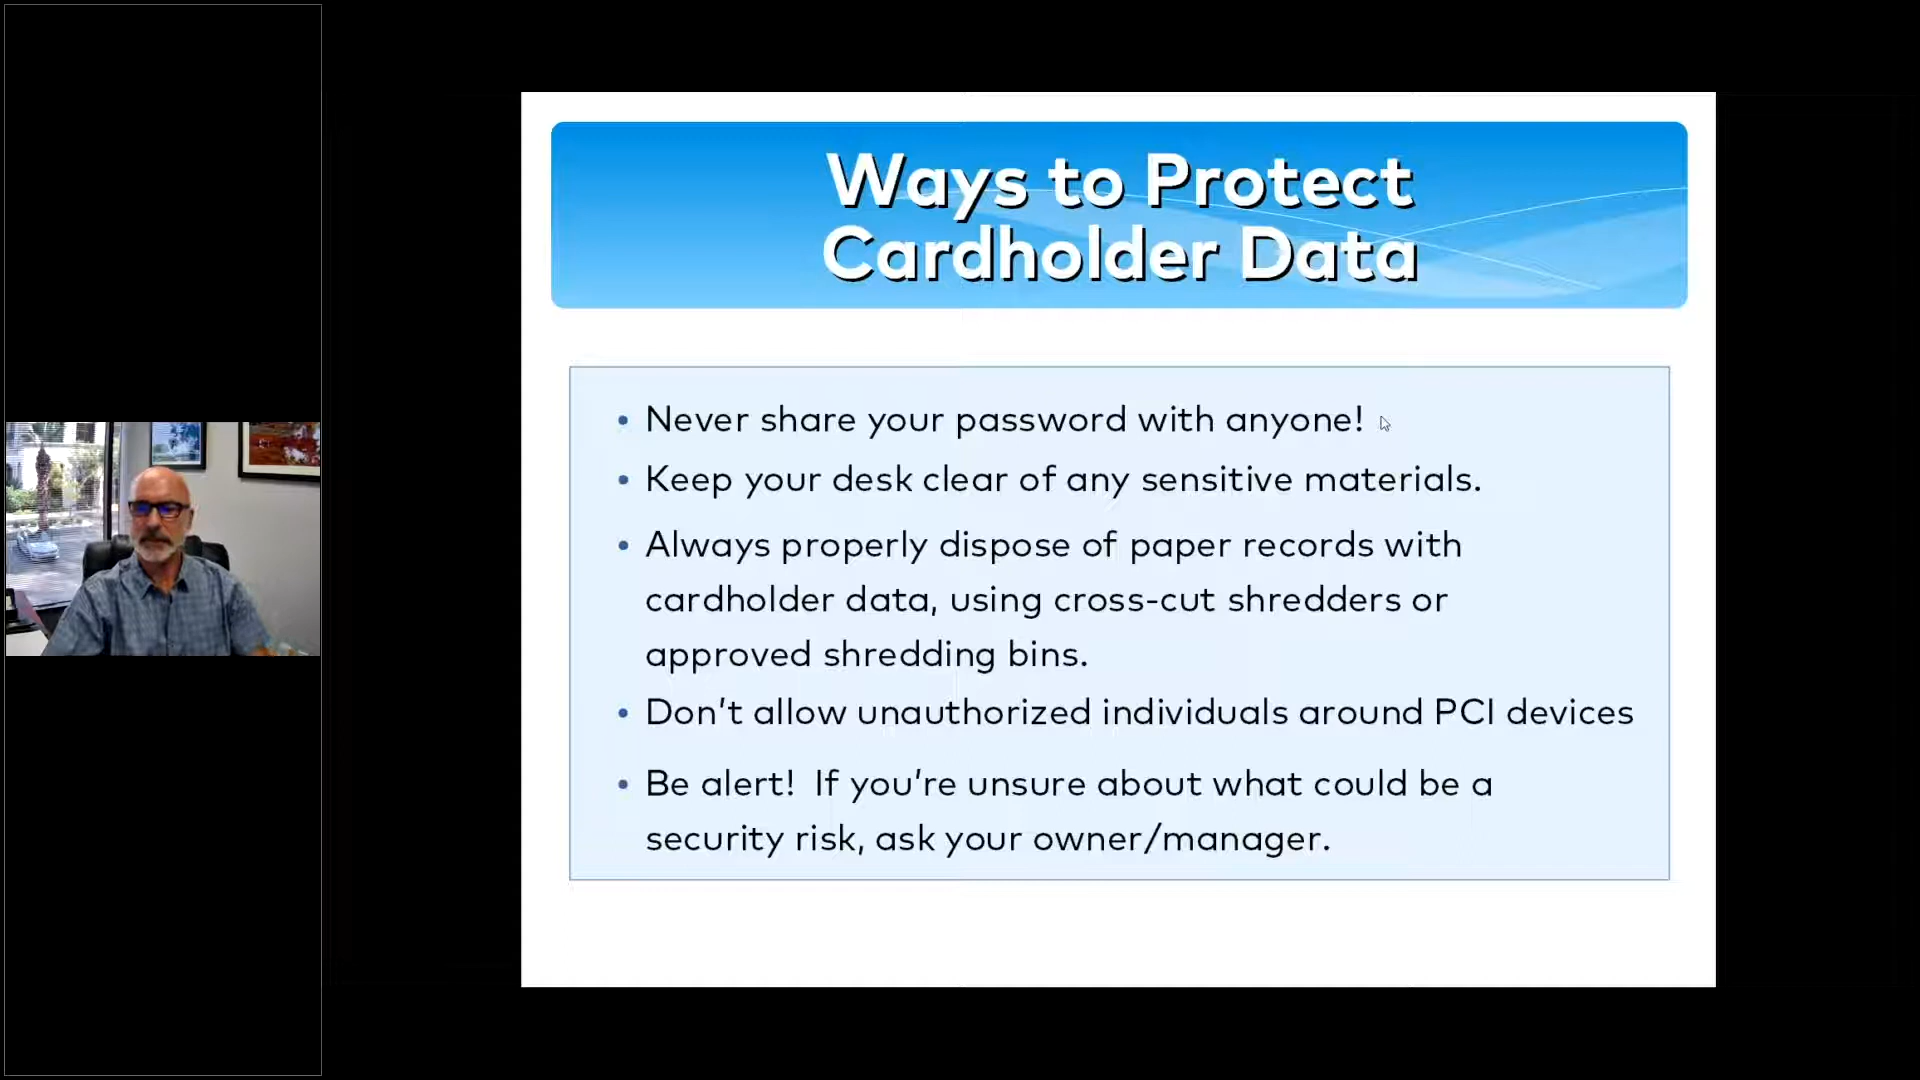 Ways to Protect
Cardholder Data
• Never share your password with anyone!
• Keep your desk clear of any sensitive materials.
• Always properly dispose of paper records with
cardholder data, using cross-cut shredders or
approved shredding bins.
• Don’t allow unauthorized individuals around PCI devices
• Be alert!  If you’re unsure about what could be a
security risk, ask your owner/manager.